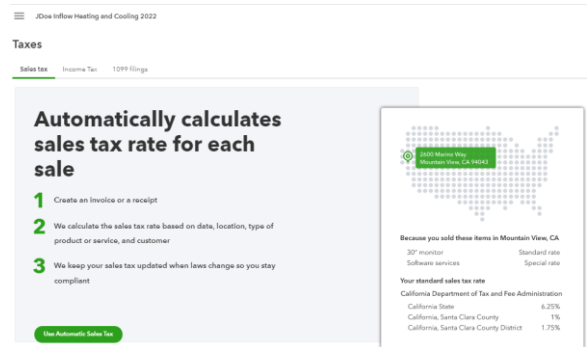 JDoe Inflow Heating and Cooling 2022
Taxes
Sales tax Income Tax 1099 filings
Automatically calculates
sales tax rate for each
sale
1 Create an invoice or a receipt
2 We calculate the sales tax rate based on date, location, type of
product or service, and customer
3 We keep your sales tax updated when laws change so you stay
compliant
Use Automatic Sales Tax
2600 Marine Way
Mountain View, CA 94043
Because you sold these items in Mountain View, CA
30" monitor Standard rate
Software services Special rate
Your standard sales tax rate
California Department of Tax and Fee Administration
California State 6.25%
California, Santa Clara County 1%
California, Santa Clara County District 1.75%